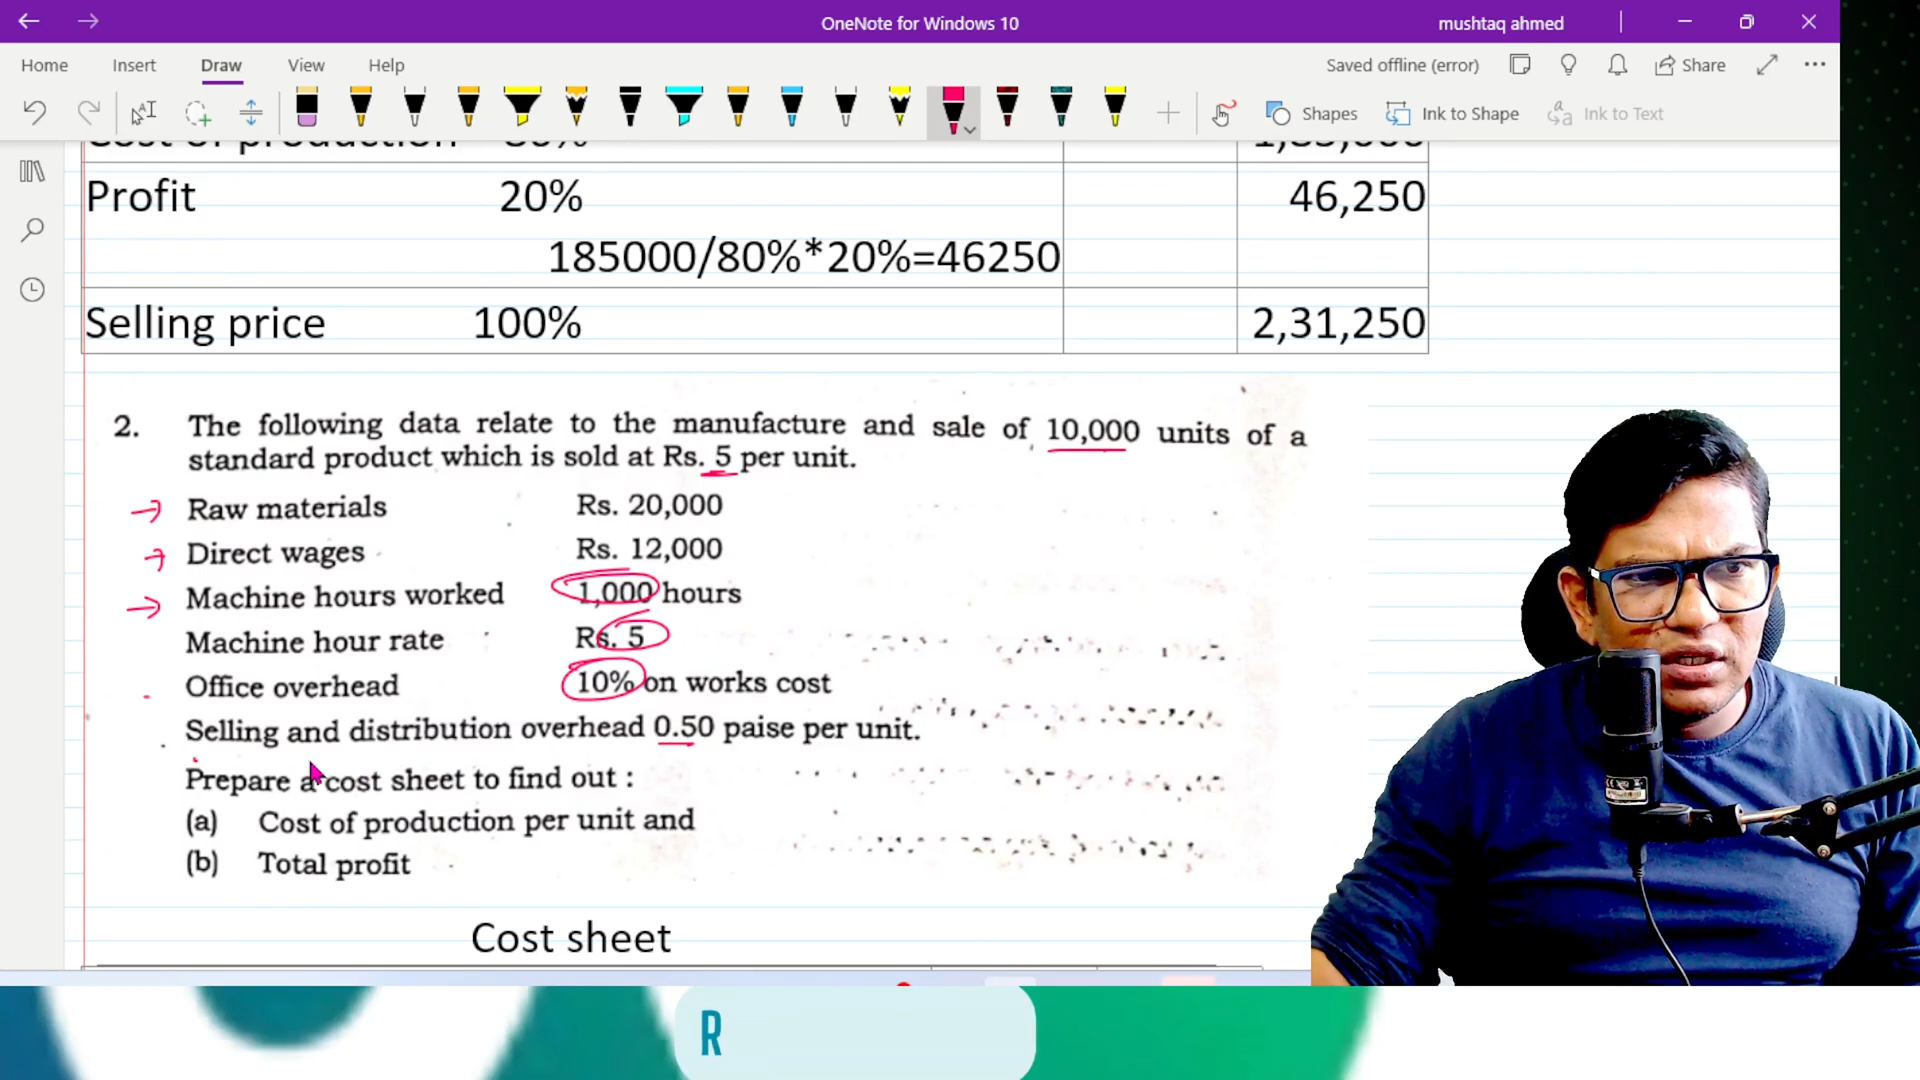 OneNote for Windows 10
mushtaq ahmed
Home Insert Draw View Help
Saved offline (error)
Share
Shapes
Ink to Shape
Ink to Text
Cost of production
Profit 20% 46,250
185000/80%*20%=46250
Selling price 100% 2,31,250
2. The following data relate to the manufacture and sale of 10,000 units of a
standard product which is sold at Rs. 5 per unit.
Raw materials Rs. 20,000
Direct wages Rs. 12,000
Machine hours worked 1,000 hours
Machine hour rate Rs. 5
Office overhead 10% on works cost
Selling and distribution overhead 0.50 paise per unit.
Prepare a cost sheet to find out :
(a) Cost of production per unit and
(b) Total profit
Cost sheet
R